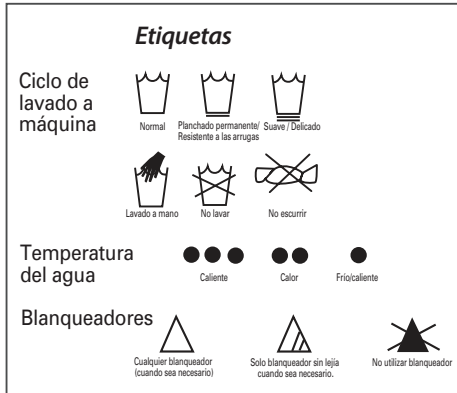 Etiquetas
Ciclo de
lavado a
máquina
Normal
Planchado permanente/
Resistente a las arrugas
Suave / Delicado
Lavado a mano
No lavar
No escurrir
Temperatura
del agua
Caliente
Calor
Frío/caliente
Blanqueadores
Cualquier blanqueador
(cuando sea necesario)
Solo blanqueador sin lejía
cuando sea necesario.
No utilizar blanqueador